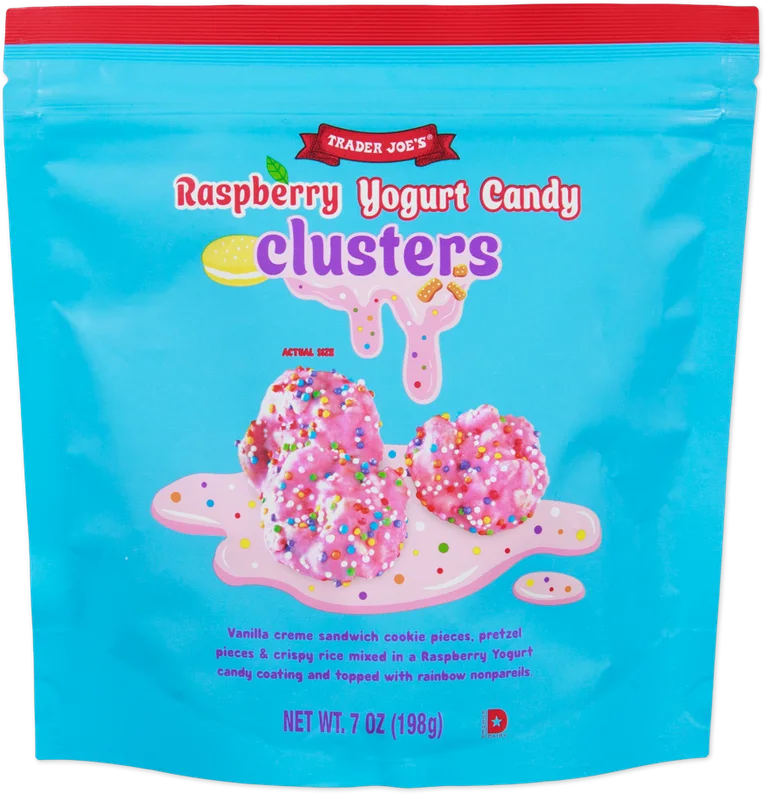 TRADER JOE'S®
Raspberry Yogurt Candy
clusters
ACTUAL SIZE
Vanilla creme sandwich cookie pieces, pretzel
pieces & crispy rice mixed in a Raspberry Yogurt
candy coating and topped with rainbow nonpareils.
NET WT. 7 OZ (198g)
D